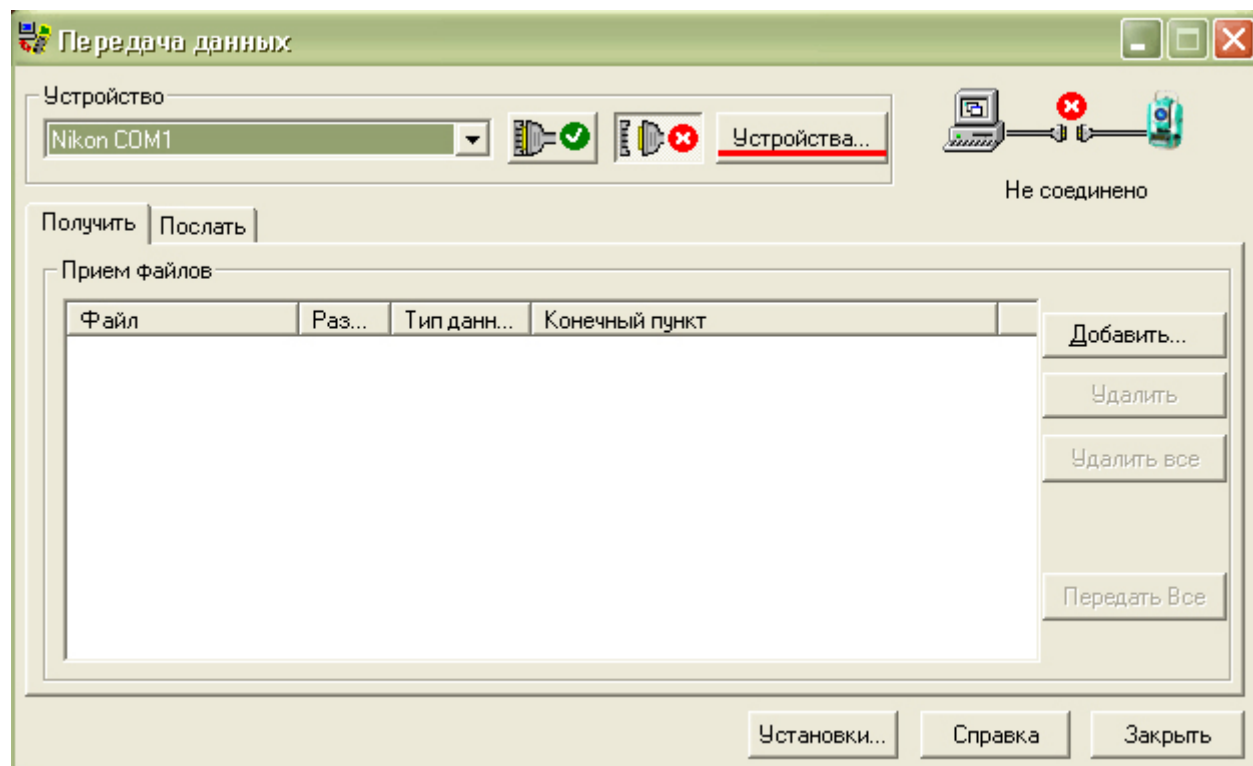 Передача данных
Устройство
Nikon COM1
Устройства...
Не соединено
Получить
Послать
Прием файлов
Файл
Раз...
Тип данн...
Конечный пункт
Добавить...
Удалить
Удалить все
Передать Все
Установки...
Справка
Закрыть